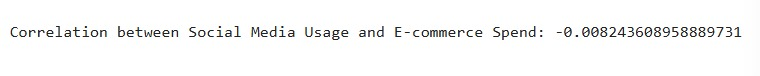 Correlation between Social Media Usage and E-commerce Spend: -0.008243608958889731